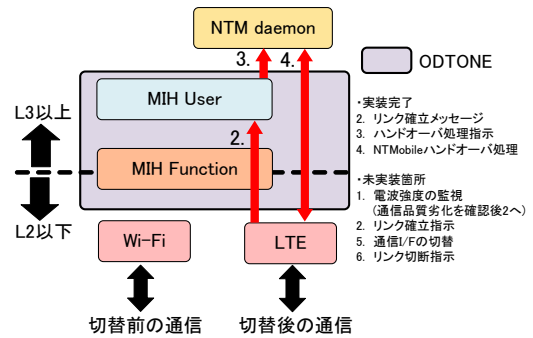 NTM daemon
3.
4.
ODTONE
MIH User
L3以上
2.
MIH Function
L2以下
Wi-Fi
LTE
切替前の通信
切替後の通信
・実装完了
2. リンク確立メッセージ
3. ハンドオーバ処理指示
4. NTMobileハンドオーバ処理
・未実装箇所
1. 電波強度の監視
(通信品質劣化を確認後2へ)
2. リンク確立指示
5. 通信I/Fの切替
6. リンク切断指示